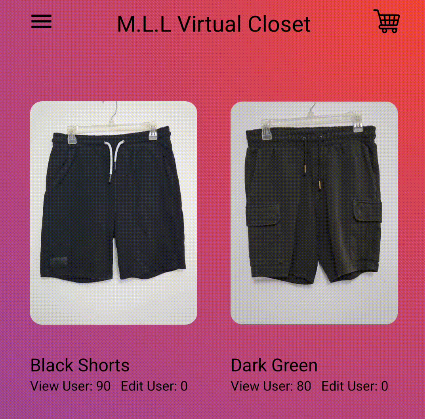 M.L.L Virtual Closet
Black Shorts
View User: 90 Edit User: 0
Dark Green
View User: 80 Edit User: 0